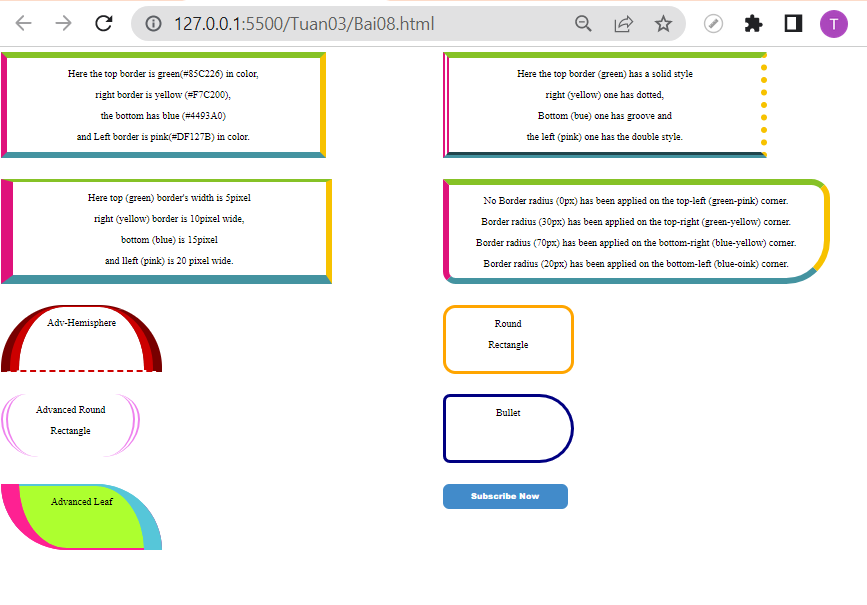 127.0.0.1:5500/Tuan03/Bai08.html
T
Here the top border is green(#85C226) in color,
right border is yellow (#F7C200),
the bottom has blue (#4493A0)
and Left border is pink(#DF127B) in color.
Here the top border (green) has a solid style
right (yellow) one has dotted,
Bottom (bue) one has groove and
the left (pink) one has the double style.
Here top (green) border's width is 5pixel
right (yellow) border is 10pixel wide,
bottom (blue) is 15pixel
and lleft (pink) is 20 pixel wide.
No Border radius (0px) has been applied on the top-left (green-pink) corner.
Border radius (30px) has been applied on the top-right (green-yellow) corner.
Border radius (70px) has been applied on the bottom-right (blue-yellow) corner.
Border radius (20px) has been applied on the bottom-left (blue-oink) corner.
Adv-Hemisphere
Round
Rectangle
Advanced Round
Rectangle
Bullet
Advanced Leaf
Subscribe Now